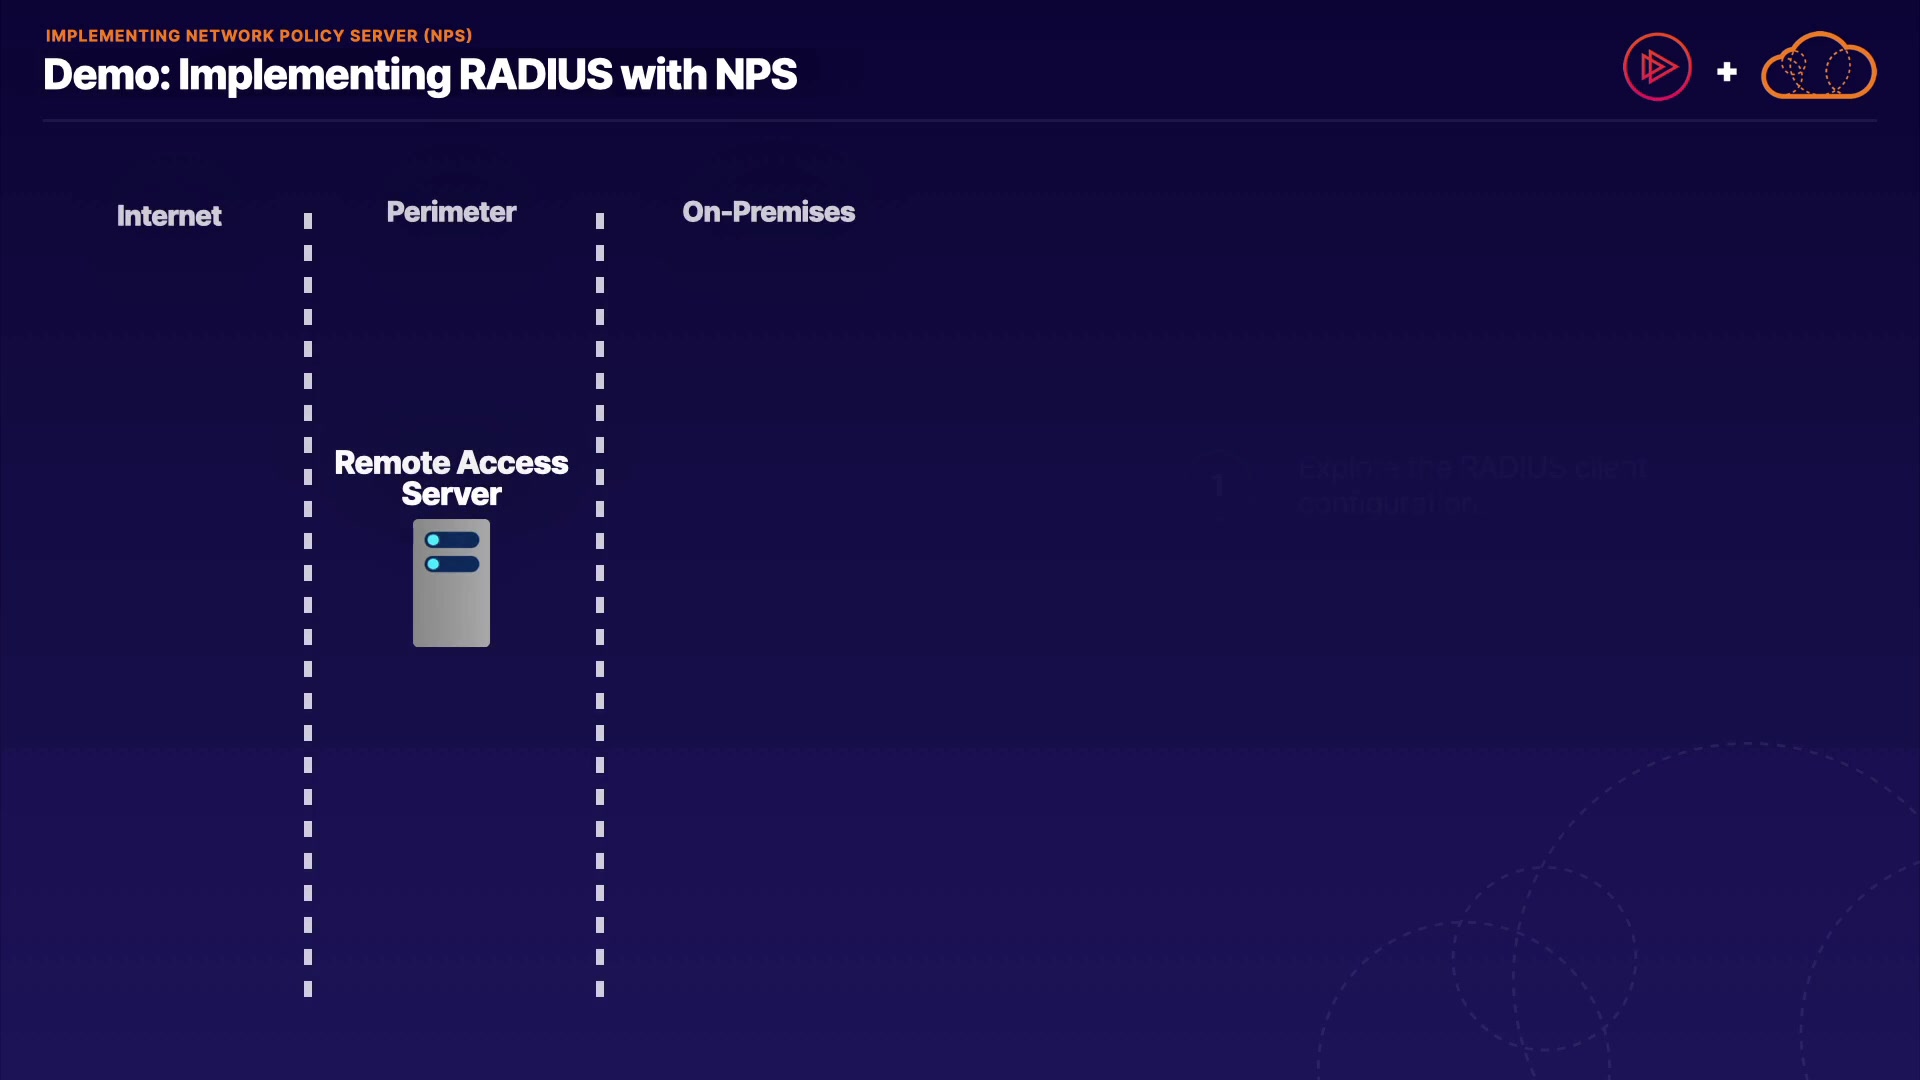 IMPLEMENTING NETWORK POLICY SERVER (NPS)
Demo: Implementing RADIUS with NPS
Internet
Perimeter
On-Premises
Remote Access
Server
1
Explore the RADIUS client
configuration.